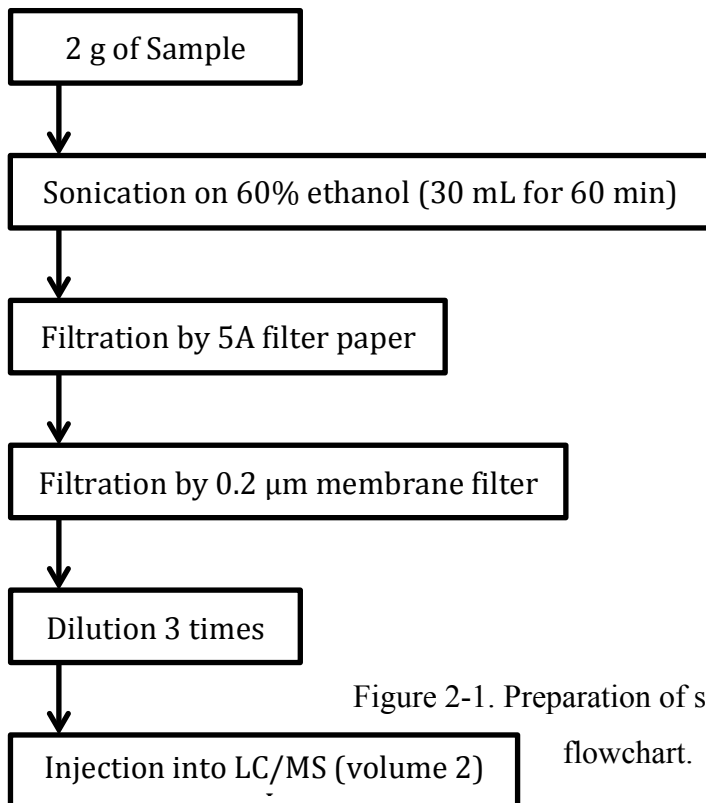 2 g of Sample
Sonication on 60% ethanol (30 mL for 60 min)
Filtration by 5A filter paper
Filtration by 0.2 µm membrane filter
Dilution 3 times
Figure 2-1. Preparation of s
flowchart.
Injection into LC/MS (volume 2)